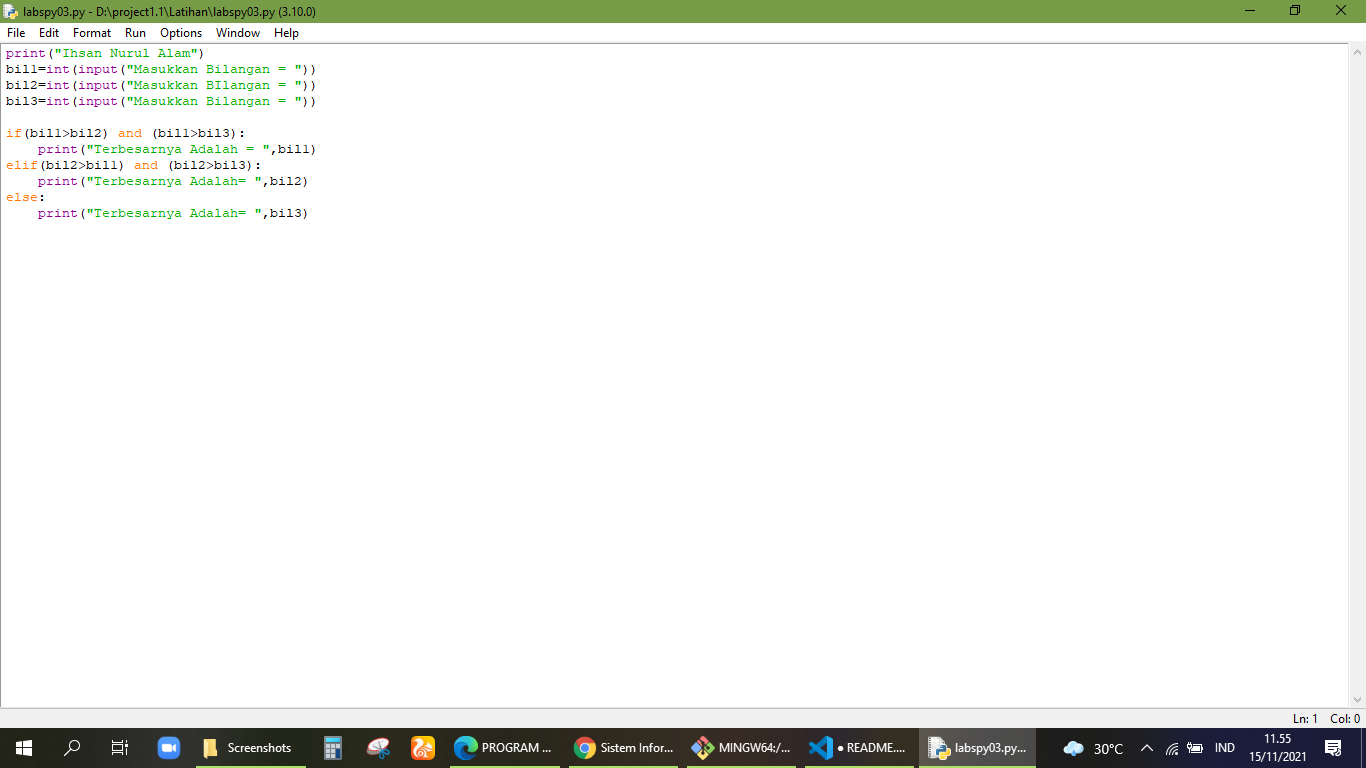 labspy03.py - D:\project1.1\Latihan\labspy03.py (3.10.0)
File Edit Format Run Options Window Help
print("Ihsan Nurul Alam")
bil1=int(input("Masukkan Bilangan = "))
bil2=int(input("Masukkan BIlangan = "))
bil3=int(input("Masukkan Bilangan = "))
if(bil1>bil2) and (bil1>bil3):
    print("Terbesarnya Adalah = ",bil1)
elif(bil2>bil1) and (bil2>bil3):
    print("Terbesarnya Adalah= ",bil2)
else:
    print("Terbesarnya Adalah= ",bil3)
Ln: 1 Col: 0
Screenshots PROGRAM ... Sistem Infor... MINGW64:/... ● README.... labspy03.py... 30°C IND 11.55
15/11/2021